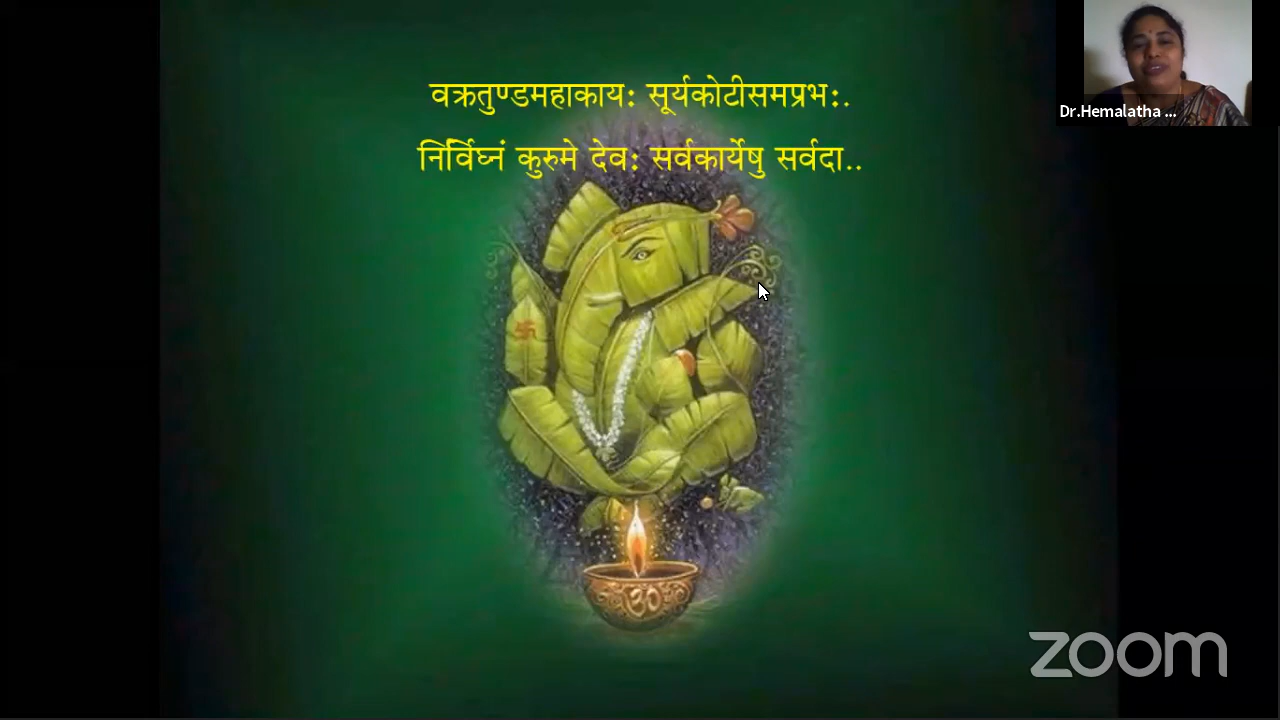 वक्रतुण्डमहाकायः सूर्यकोटीसमप्रभः.
निर्विघ्नं कुरुमे देवः सर्वकार्येषु सर्वदा..
Dr.Hemalatha ...
ॐ
zoom